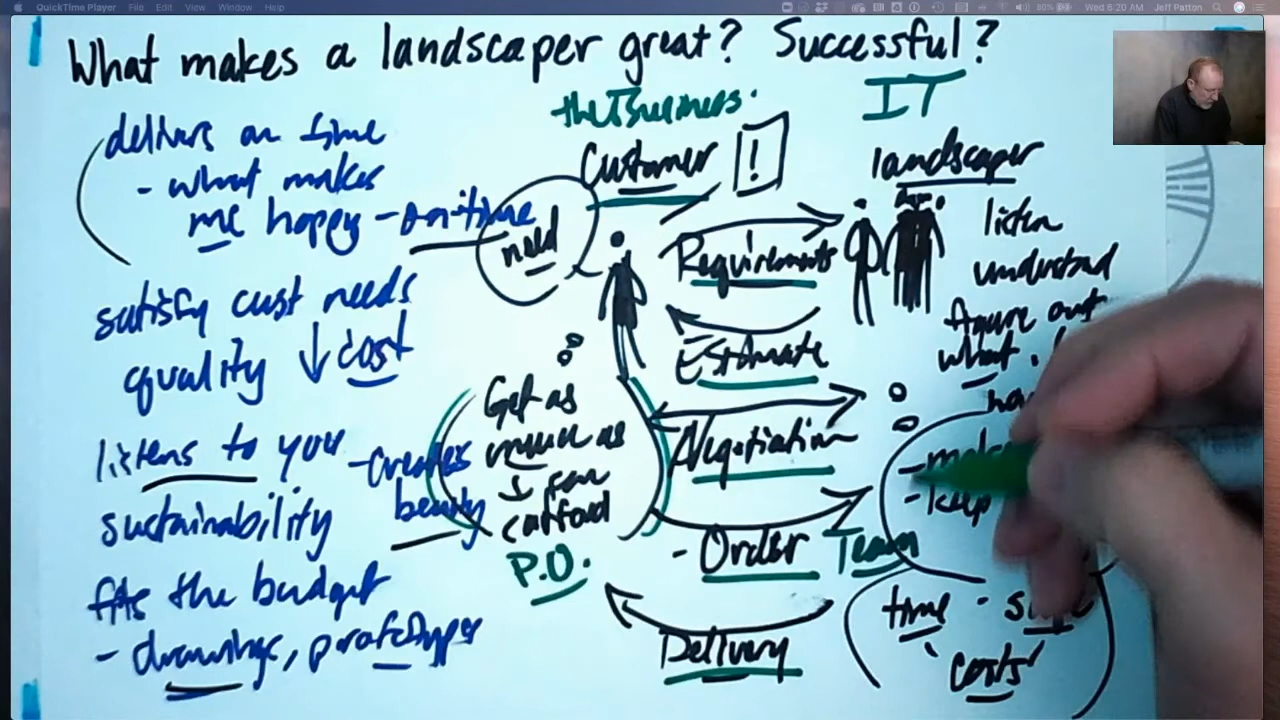 QuickTime Player File Edit View Window Help
90% Wed 6:20 AM Jeff Patton
What makes a landscaper great? Successful?
delivers on time
- what makes
me happy - on-time
satisfy cust needs
quality ↓ cost
listens to you
- creates
beauty
sustainability
fits the budget
- drawings, prototypes
the Business.
Customer
!
need
Get as
much as
I can
afford
P.O.
Requirements
Estimate
Negotiation
- Order
Delivery
IT
landscaper
listen
understand
figure out
what
- keep
Team
time -
costs